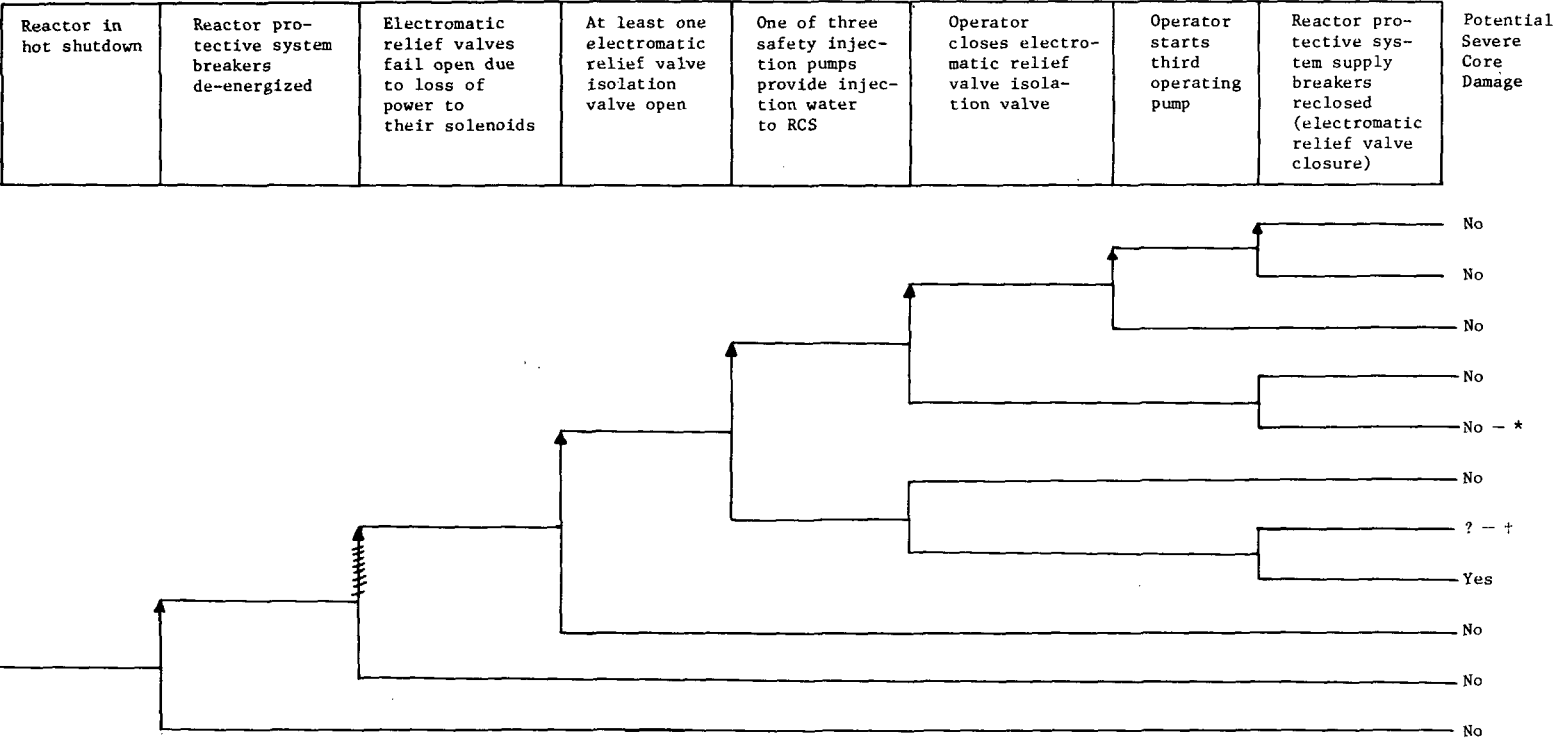 Reactor in
hot shutdown
Reactor pro-
tective system
breakers
de-energized
Electromatic
relief valves
fail open due
to loss of
power to
their solenoids
At least one
electromatic
relief valve
isolation
valve open
One of three
safety injec-
tion pumps
provide injec-
tion water
to RCS
Operator
closes electro-
matic relief
valve isola-
tion valve
Operator
starts
third
operating
pump
Reactor pro-
tective sys-
tem supply
breakers
reclosed
(electromatic
relief valve
closure)
Potential
Severe
Core
Damage
No
No
No
No
No — *
No
? — †
Yes
No
No
No